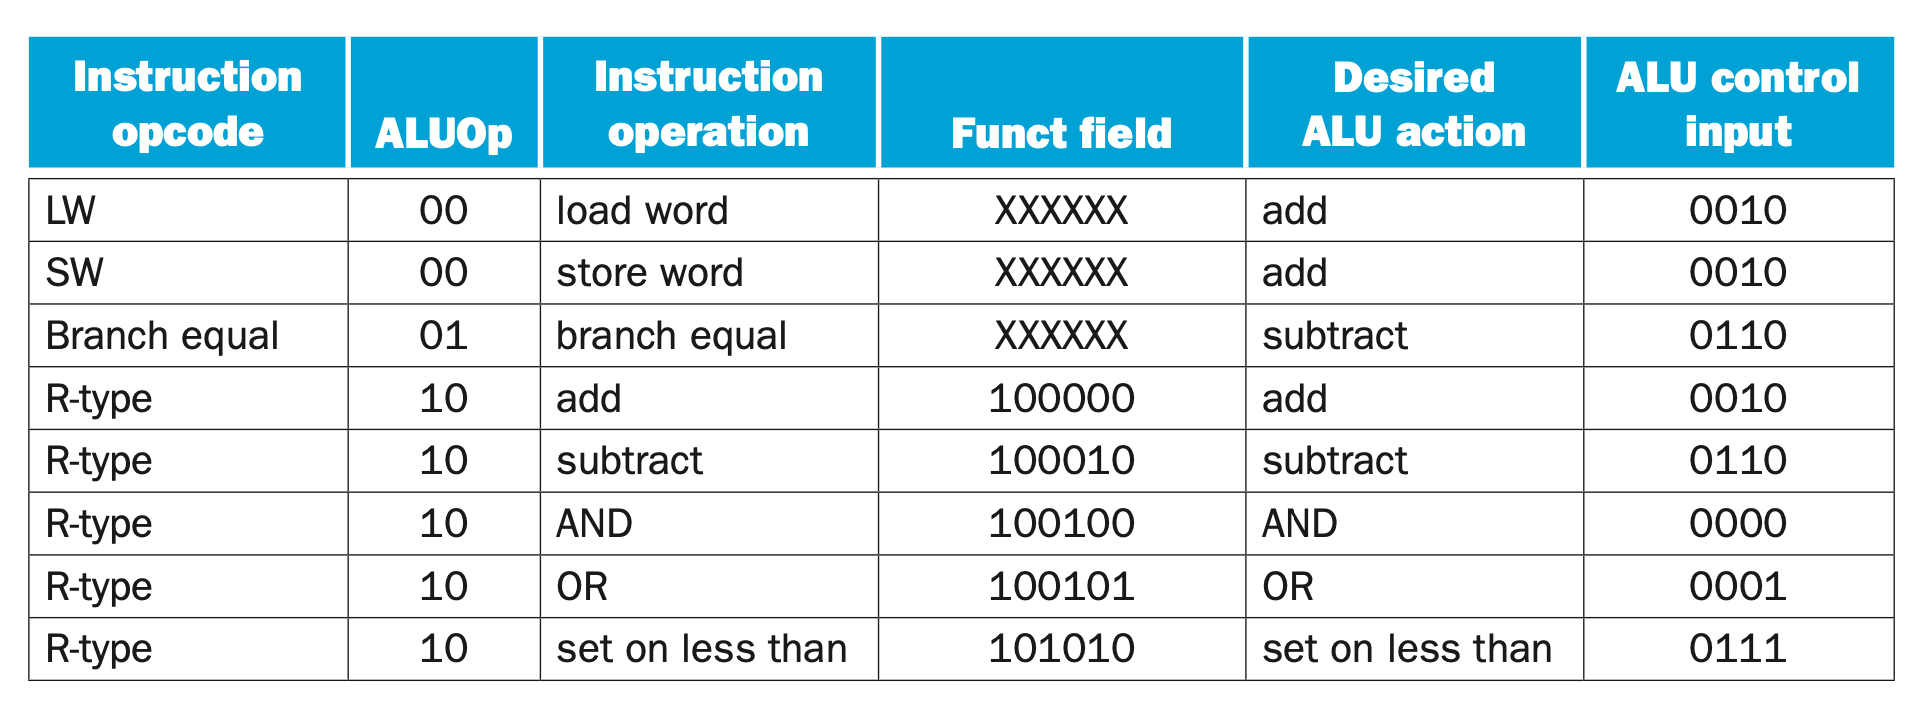 Instruction opcode ALUOp Instruction operation Funct field Desired ALU action ALU control input
LW 00 load word XXXXXX add 0010
SW 00 store word XXXXXX add 0010
Branch equal 01 branch equal XXXXXX subtract 0110
R-type 10 add 100000 add 0010
R-type 10 subtract 100010 subtract 0110
R-type 10 AND 100100 AND 0000
R-type 10 OR 100101 OR 0001
R-type 10 set on less than 101010 set on less than 0111